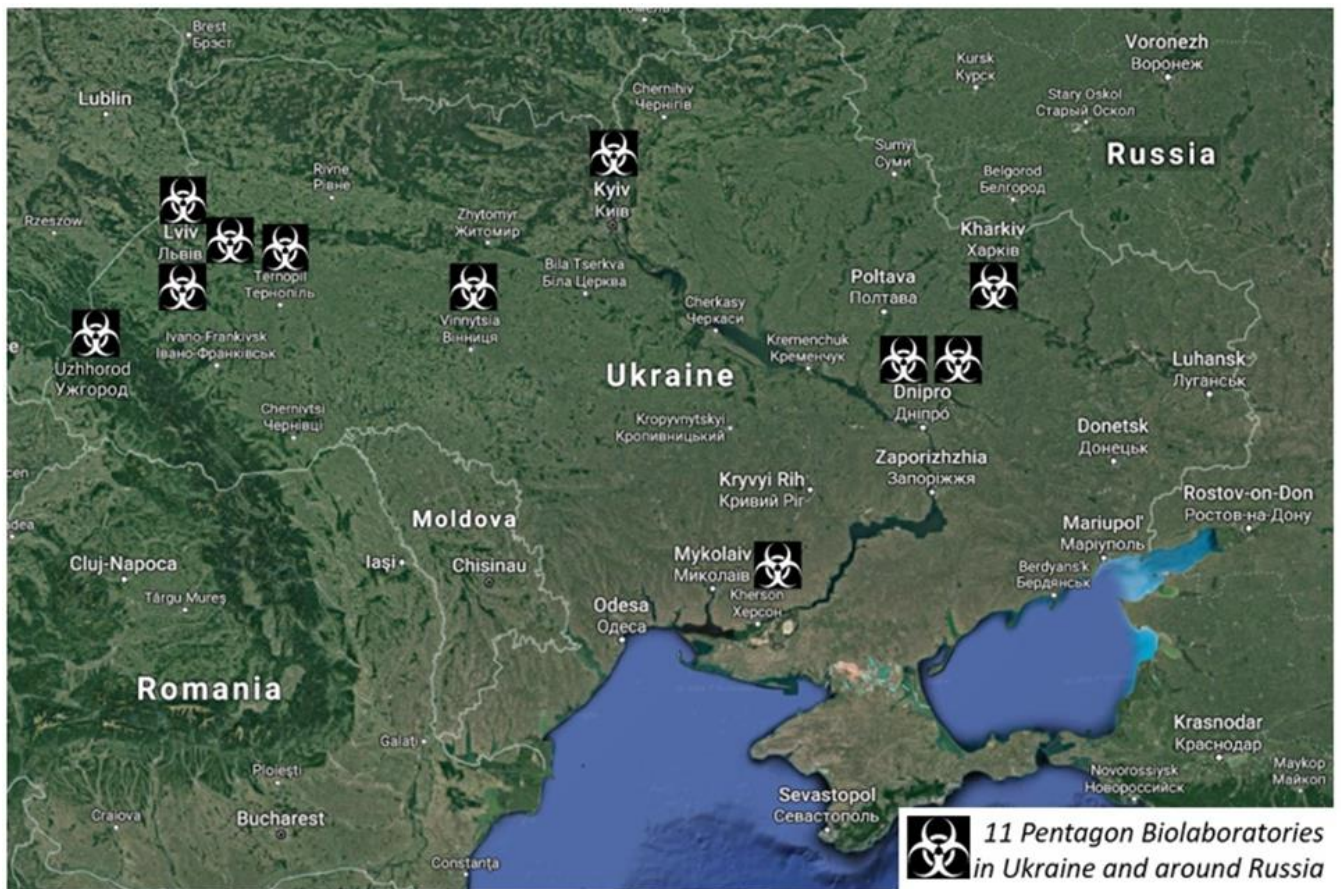 Brest
Брэст
Lublin
Chernihiv
Чернігів
Kursk
Курск
Voronezh
Воронеж
Stary Oskol
Старый Оскол
Russia
Sumy
Суми
Belgorod
Белгород
Rivne
Рівне
Kyiv
Київ
Rzeszow
Lviv
Львів
Zhytomyr
Житомир
Kharkiv
Харків
Ternopil
Тернопіль
Bila Tserkva
Біла Церква
Poltava
Полтава
Cherkasy
Черкаси
Vinnytsia
Вінниця
Ivano-Frankivsk
Івано-Франківськ
Kremenchuk
Кременчук
Uzhhorod
Ужгород
Ukraine
Luhansk
Луганськ
Dnipro
Дніпро
Chernivtsi
Чернівці
Kropyvnytskyi
Кропивницький
Donetsk
Донецьк
Zaporizhzhia
Запоріжжя
Kryvyi Rih
Кривий Ріг
Rostov-on-Don
Ростов-на-Дону
Moldova
Mariupol'
Маріуполь
Cluj-Napoca
Iaşi
Chisinau
Mykolaiv
Миколаїв
Berdyans'k
Бердянськ
Târgu Mureş
Kherson
Херсон
Odesa
Одеса
Romania
Krasnodar
Краснодар
Galați
Ploieşti
Novorossiysk
Новороссийск
Maykop
Майкоп
Craiova
Bucharest
Sevastopol
Севастополь
Constanţa
11 Pentagon Biolaboratories
in Ukraine and around Russia